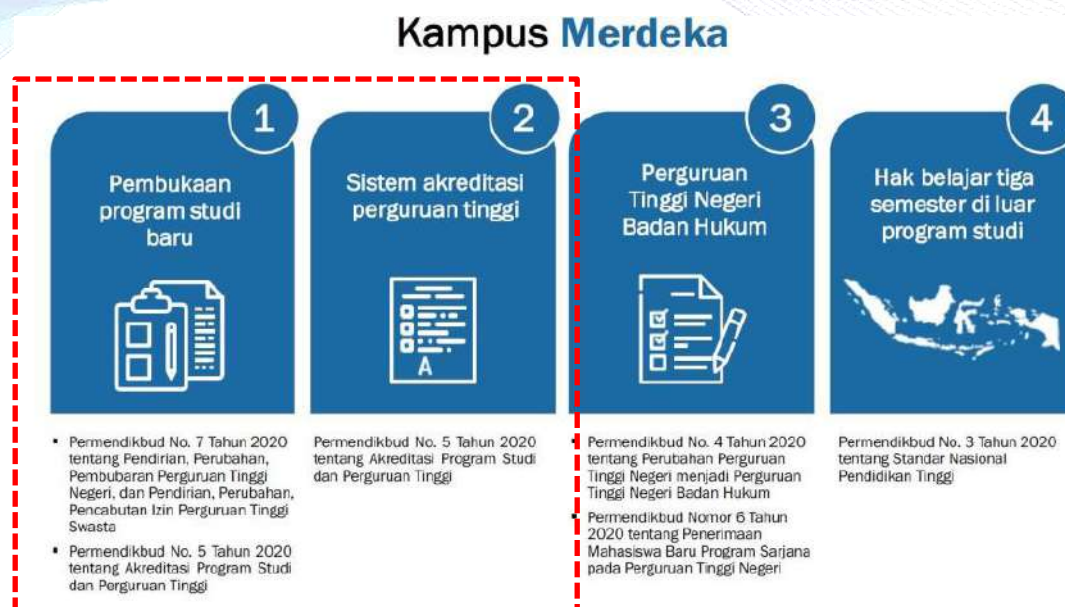 Kampus Merdeka
1
Pembukaan
program studi
baru
▪ Permendikbud No. 7 Tahun 2020
tentang Pendirian, Perubahan,
Pembubaran Perguruan Tinggi
Negeri, dan Pendirian, Perubahan,
Pencabutan Izin Perguruan Tinggi
Swasta
▪ Permendikbud No. 5 Tahun 2020
tentang Akreditasi Program Studi
dan Perguruan Tinggi
2
Sistem akreditasi
perguruan tinggi
A
Permendikbud No. 5 Tahun 2020
tentang Akreditasi Program Studi
dan Perguruan Tinggi
3
Perguruan
Tinggi Negeri
Badan Hukum
▪ Permendikbud No. 4 Tahun 2020
tentang Perubahan Perguruan
Tinggi Negeri menjadi Perguruan
Tinggi Negeri Badan Hukum
▪ Permendikbud Nomor 6 Tahun
2020 tentang Penerimaan
Mahasiswa Baru Program Sarjana
pada Perguruan Tinggi Negeri
4
Hak belajar tiga
semester di luar
program studi
Permendikbud No. 3 Tahun 2020
tentang Standar Nasional
Pendidikan Tinggi